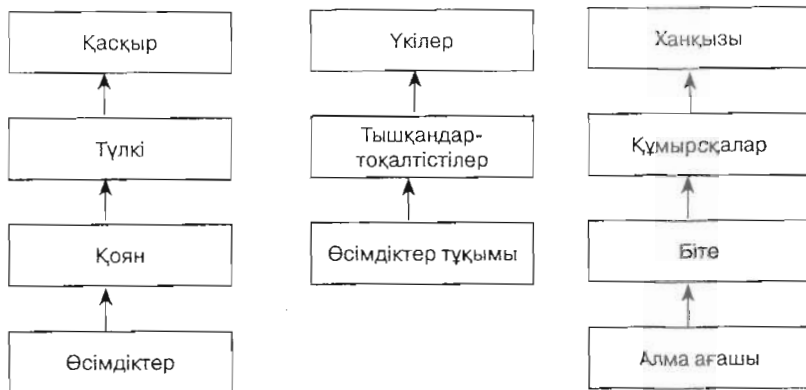 Қасқыр
Түлкі
Қоян
Өсімдіктер
Үкілер
Тышқандар-
тоқалтістілер
Өсімдіктер тұқымы
Ханқызы
Құмырсқалар
Біте
Алма ағашы